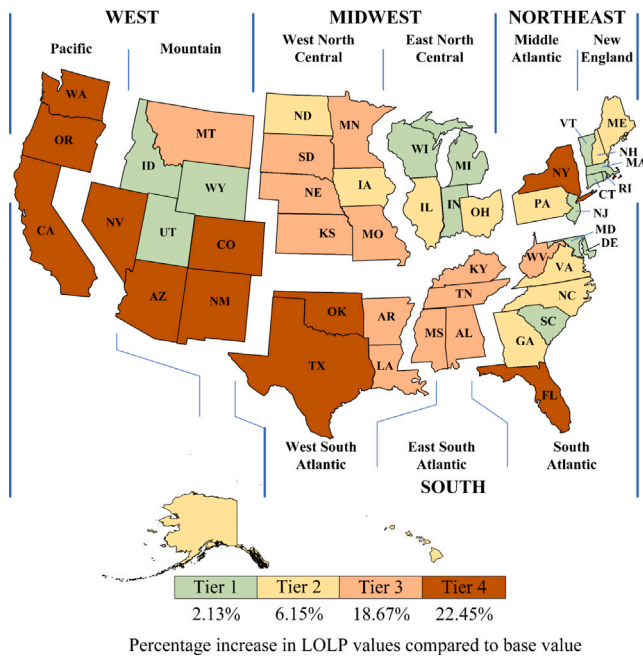 WEST MIDWEST NORTHEAST
Pacific Mountain West North Central East North Central Middle Atlantic New England
WA
OR
CA
NV
ID
MT
WY
UT
CO
AZ
NM
ND
SD
NE
KS
MN
IA
MO
WI
MI
IL
IN
OH
NY
PA
VT
ME
NH
MA
RI
CT
NJ
MD
DE
WV
VA
NC
SC
GA
FL
KY
TN
MS
AL
AR
LA
OK
TX
West South Atlantic
East South Atlantic
South Atlantic
SOUTH
Tier 1 Tier 2 Tier 3 Tier 4
2.13% 6.15% 18.67% 22.45%
Percentage increase in LOLP values compared to base value